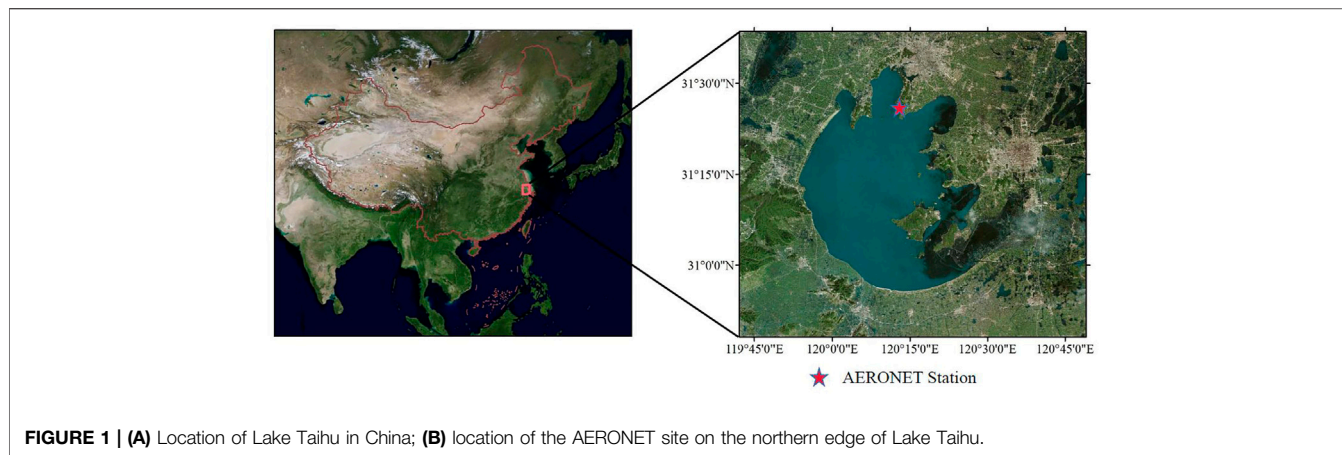 31°30'0"N
31°15'0"N
31°0'0"N
119°45'0"E
120°0'0"E
120°15'0"E
120°30'0"E
120°45'0"E
AERONET Station
FIGURE 1 | (A) Location of Lake Taihu in China; (B) location of the AERONET site on the northern edge of Lake Taihu.